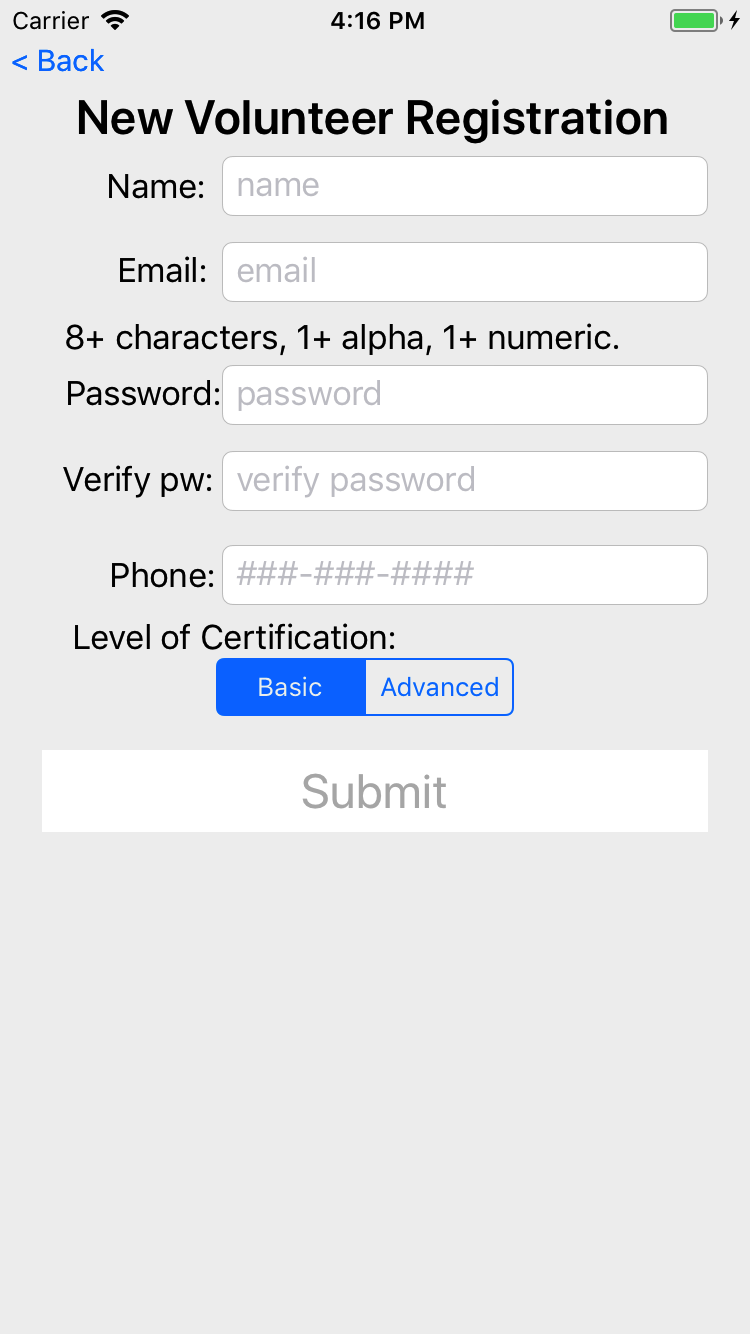 Carrier 4:16 PM
< Back
New Volunteer Registration
Name: name
Email: email
8+ characters, 1+ alpha, 1+ numeric.
Password: password
Verify pw: verify password
Phone: ###-###-####
Level of Certification:
Basic Advanced
Submit